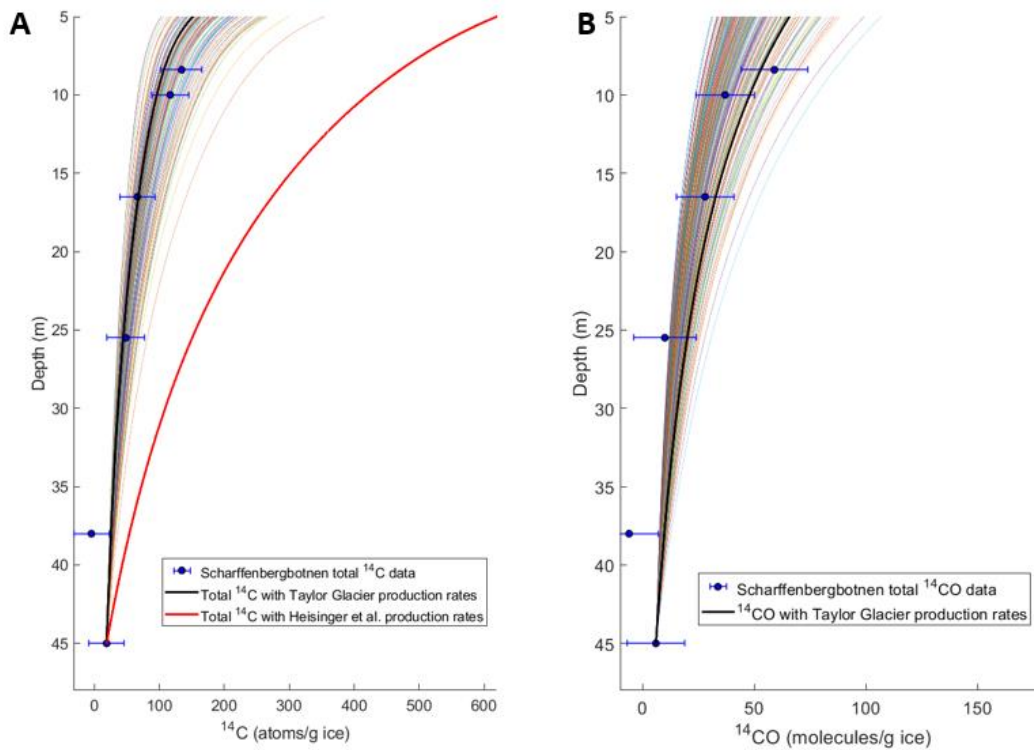 A
5
10
15
20
25
30
35
40
45
Depth (m)
0 100 200 300 400 500 600
¹⁴C (atoms/g ice)
Scharffenbergbotnen total ¹⁴C data
Total ¹⁴C with Taylor Glacier production rates
Total ¹⁴C with Heisinger et al. production rates
B
5
10
15
20
25
30
35
40
45
Depth (m)
0 50 100 150
¹⁴CO (molecules/g ice)
Scharffenbergbotnen total ¹⁴CO data
¹⁴CO with Taylor Glacier production rates